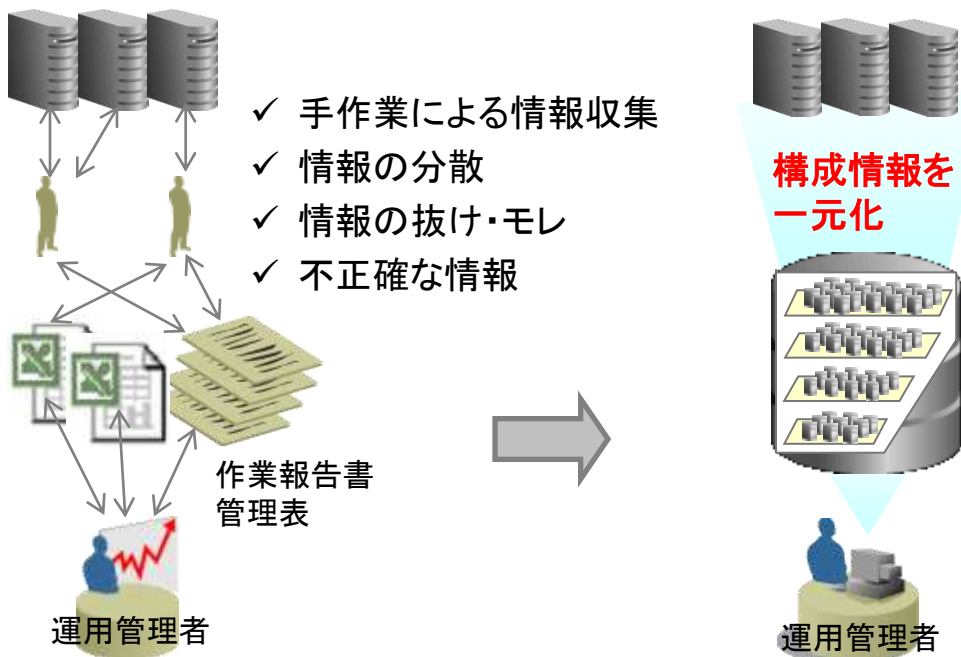 ✓ 手作業による情報収集
✓ 情報の分散
✓ 情報の抜け・モレ
✓ 不正確な情報
作業報告書
管理表
運用管理者
構成情報を
一元化
運用管理者